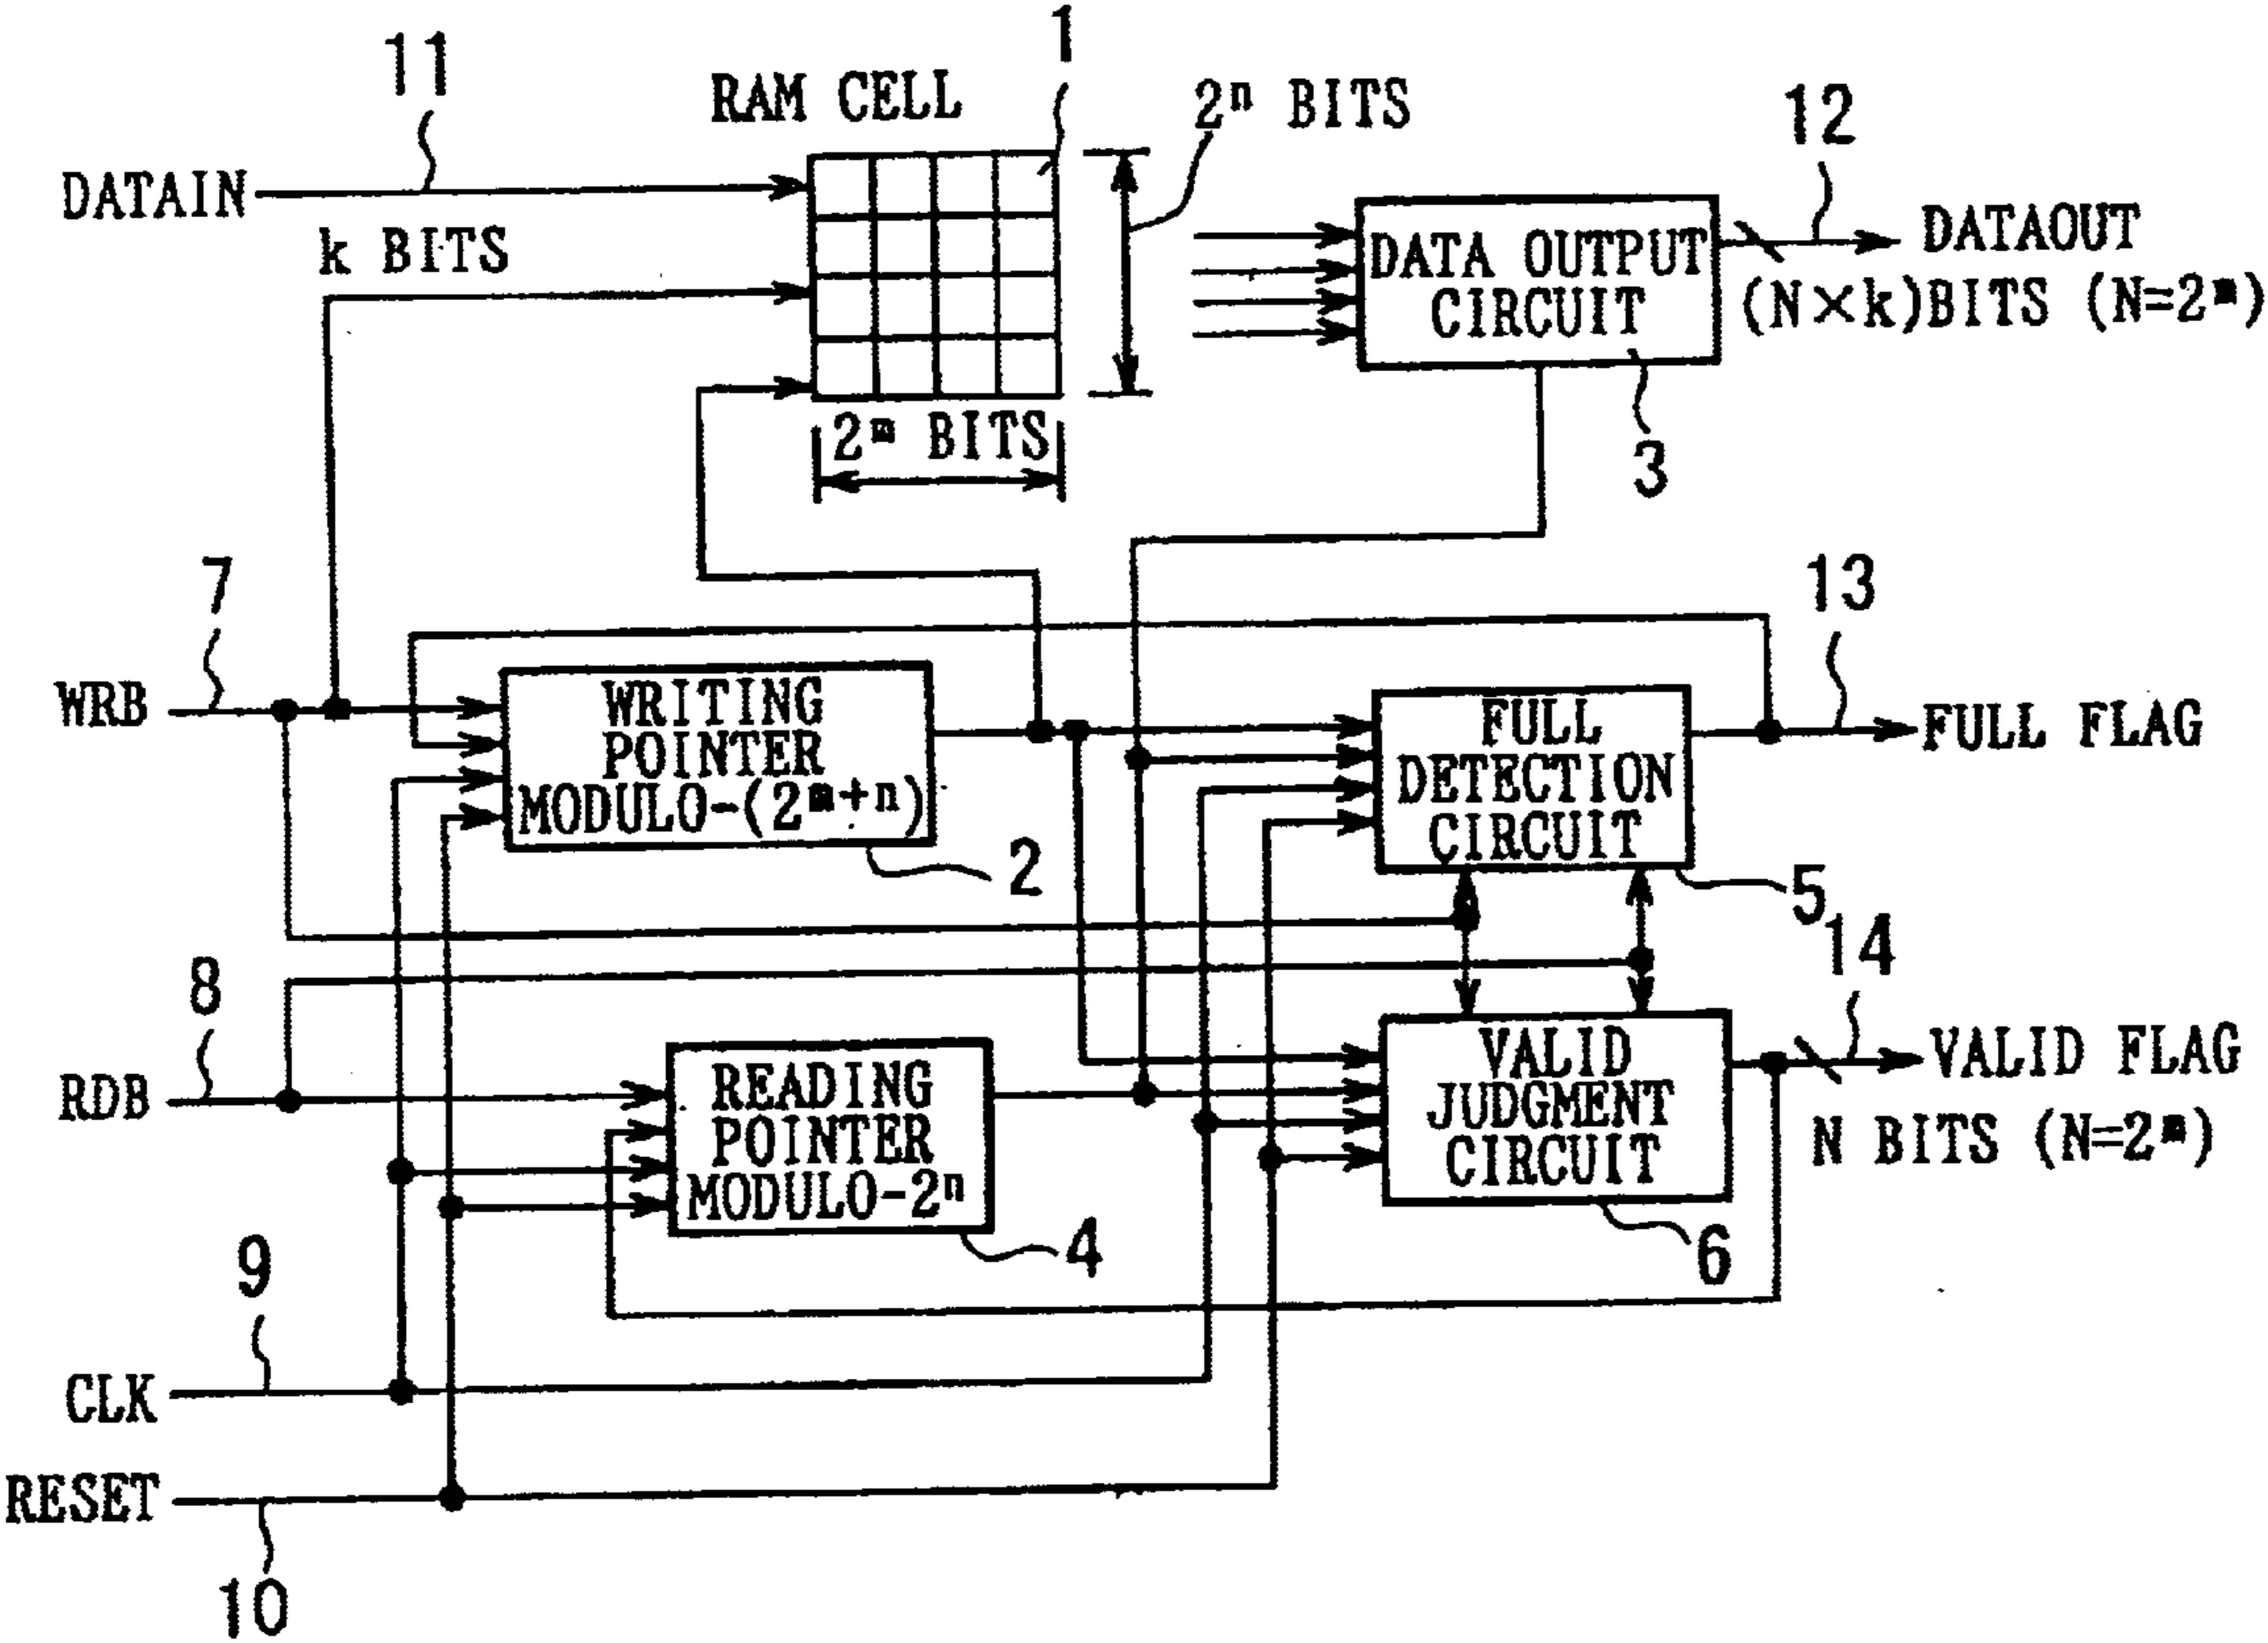 11
RAM CELL
1
2ⁿ BITS
12
DATAIN
k BITS
DATA OUTPUT
CIRCUIT
DATAOUT
(N×k)BITS (N=2ᵐ)
2ᵐ BITS
3
7
13
WRB
WRITING
POINTER
MODULO-(2ᵐ⁺ⁿ)
2
FULL
DETECTION
CIRCUIT
FULL FLAG
5
14
8
RDB
READING
POINTER
MODULO-2ⁿ
4
VALID
JUDGMENT
CIRCUIT
VALID FLAG
N BITS (N=2ᵐ)
6
9
CLK
RESET
10